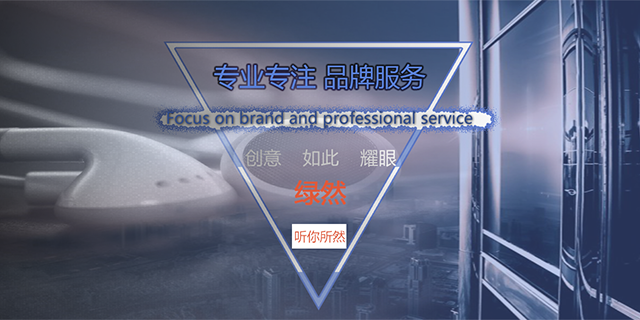 专业专注 品牌服务
Focus on brand and professional service
创意 如此 耀眼
绿然
听你所然